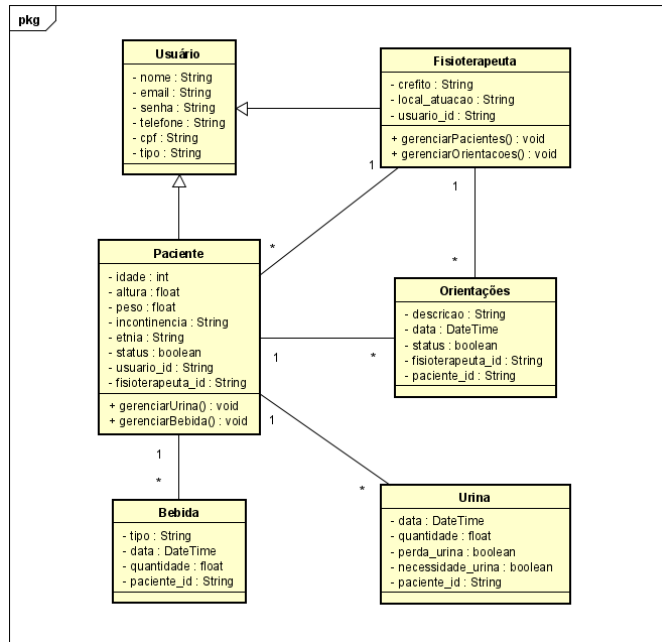 pkg
Usuário
- nome : String
- email : String
- senha : String
- telefone : String
- cpf : String
- tipo : String
Fisioterapeuta
- crefito : String
- local_atuacao : String
- usuario_id : String
+ gerenciarPacientes() : void
+ gerenciarOrientacoes() : void
1
1
*
*
Paciente
- idade : int
- altura : float
- peso : float
- incontinencia : String
- etnia : String
- status : boolean
- usuario_id : String
- fisioterapeuta_id : String
+ gerenciarUrina() : void
+ gerenciarBebida() : void
Orientações
- descricao : String
- data : DateTime
- status : boolean
- fisioterapeuta_id : String
- paciente_id : String
1
*
1
1
*
*
Bebida
- tipo : String
- data : DateTime
- quantidade : float
- paciente_id : String
Urina
- data : DateTime
- quantidade : float
- perda_urina : boolean
- necessidade_urina : boolean
- paciente_id : String